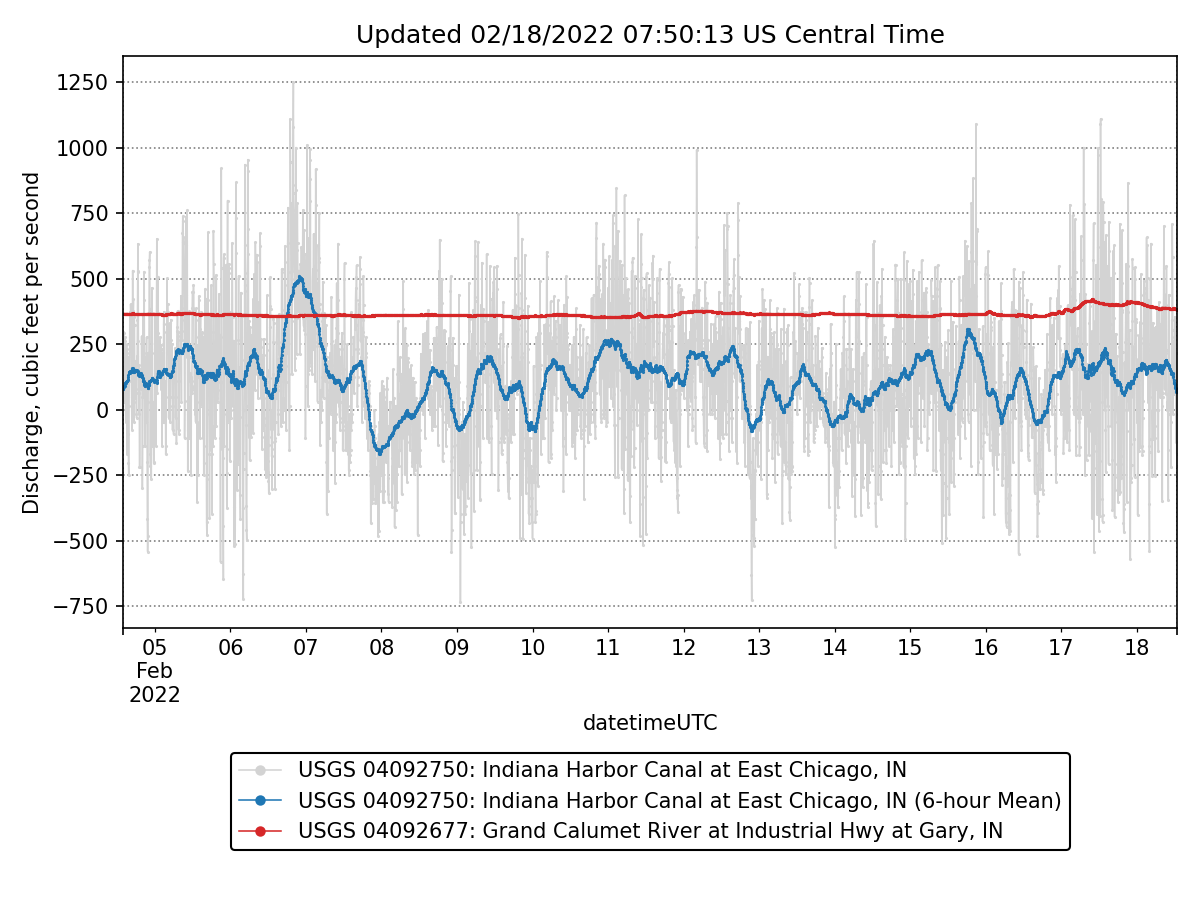 Updated 02/18/2022 07:50:13 US Central Time
1250
1000
750
500
250
0
−250
−500
−750
Discharge, cubic feet per second
05 06 07 08 09 10 11 12 13 14 15 16 17 18
Feb
2022
datetimeUTC
USGS 04092750: Indiana Harbor Canal at East Chicago, IN
USGS 04092750: Indiana Harbor Canal at East Chicago, IN (6-hour Mean)
USGS 04092677: Grand Calumet River at Industrial Hwy at Gary, IN